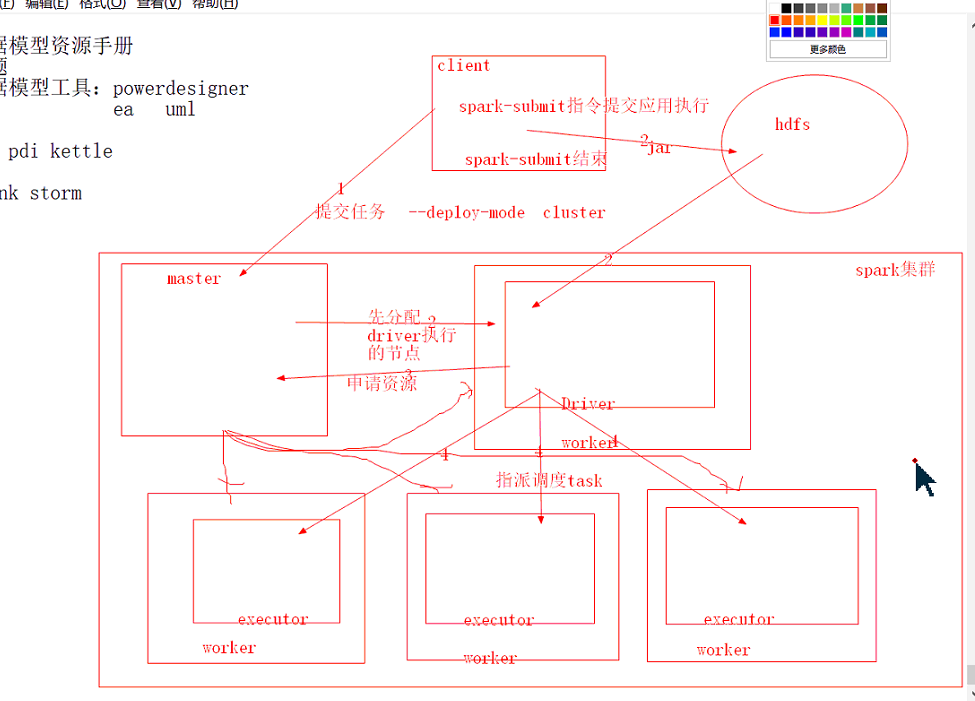 编辑(E) 格式(O) 查看(V) 帮助(H)
更多颜色
据模型资源手册
题
据模型工具: powerdesigner
ea uml
pdi kettle
nk storm
client
spark-submit指令提交应用执行
spark-submit结束
2
jar
hdfs
1
提交任务 --deploy-mode cluster
2
spark集群
master
先分配
2
driver执行
的节点
3
申请资源
Driver
worker
4
4
4
指派调度task
executor
worker
executor
worker
executor
worker